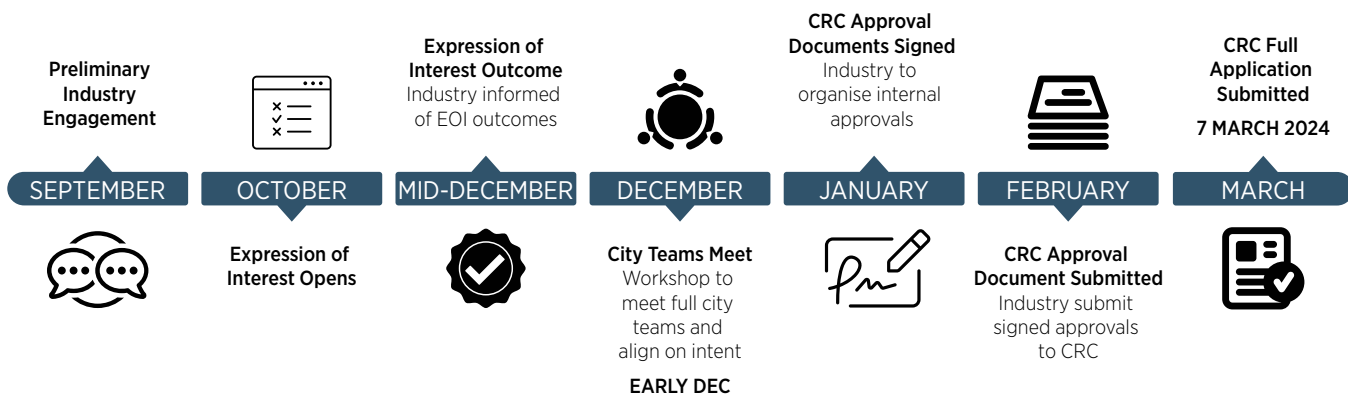 Preliminary
Industry
Engagement
SEPTEMBER
OCTOBER
Expression of
Interest Opens
Expression of
Interest Outcome
Industry informed
of EOI outcomes
MID-DECEMBER
DECEMBER
City Teams Meet
Workshop to
meet full city
teams and
align on intent
EARLY DEC
CRC Approval
Documents Signed
Industry to
organise internal
approvals
JANUARY
FEBRUARY
CRC Approval
Document Submitted
Industry submit
signed approvals
to CRC
CRC Full
Application
Submitted
7 MARCH 2024
MARCH